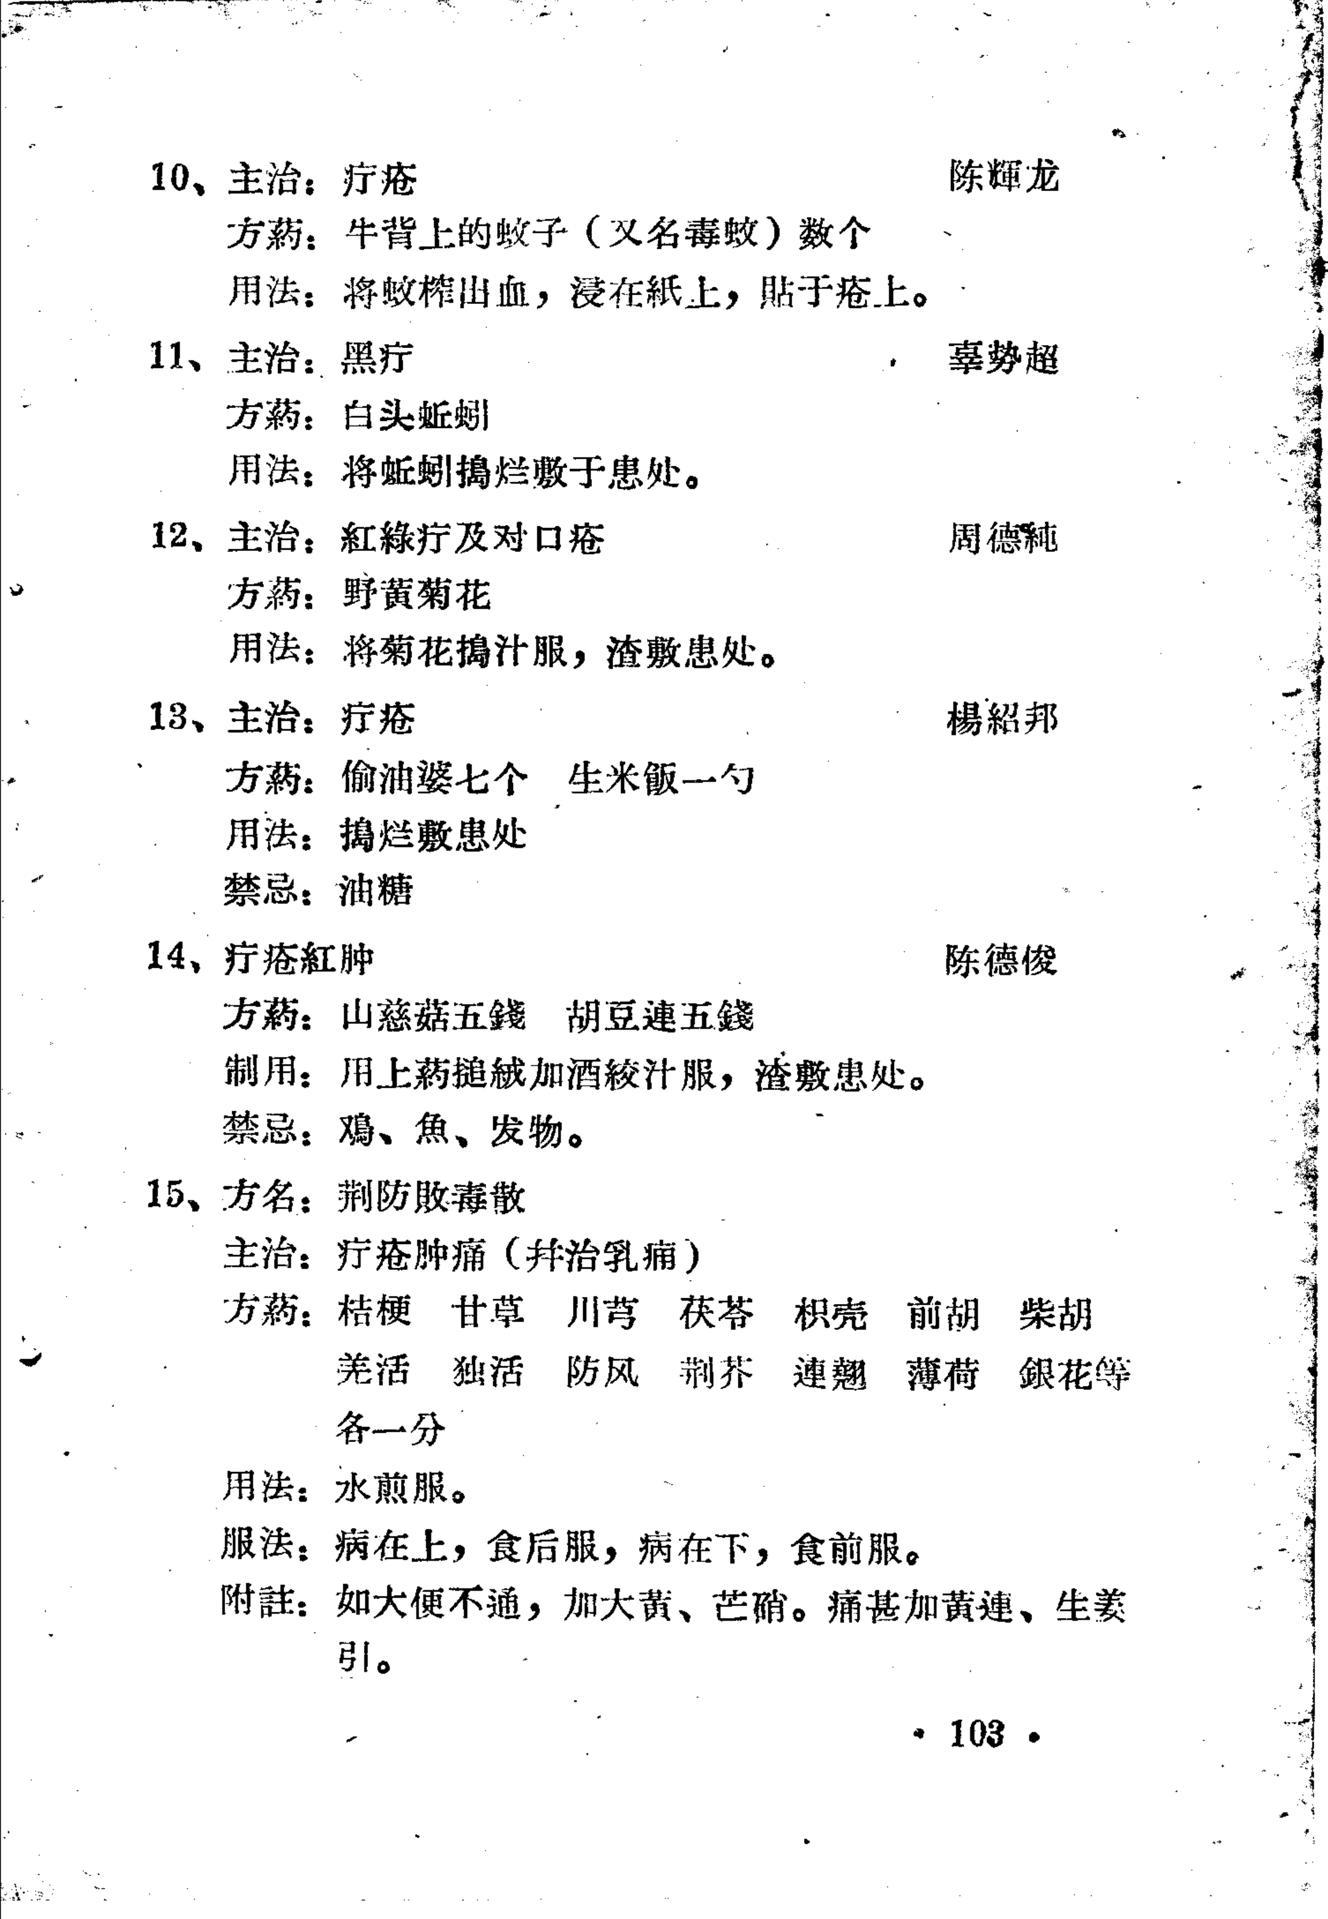 10、主治：疔疮 陈輝龙
方葯：牛背上的蚊子（又名毒蚊）数个
用法：将蚊榨出血，浸在紙上，貼于疮上。
11、主治：黑疔 辜势超
方葯：白头蚯蚓
用法：将蚯蚓搗烂敷于患处。
12、主治：紅綠疔及对口疮 周德純
方葯：野黄菊花
用法：将菊花搗汁服，渣敷患处。
13、主治：疔疮 楊紹邦
方葯：偷油婆七个 生米飯一勺
用法：搗烂敷患处
禁忌：油糖
14、疔疮紅肿 陈德俊
方葯：山慈菇五錢 胡豆連五錢
制用：用上葯搥絨加酒絞汁服，渣敷患处。
禁忌：鳮、魚、发物。
15、方名：荆防敗毒散
主治：疔疮肿痛（幷治乳痈）
方葯：桔梗 甘草 川芎 茯苓 枳壳 前胡 柴胡
羌活 独活 防风 荆芥 連翹 薄荷 銀花等
各一分
用法：水煎服。
服法：病在上，食后服，病在下，食前服。
附註：如大便不通，加大黄、芒硝。痛甚加黄連、生姜
引。
• 103 •